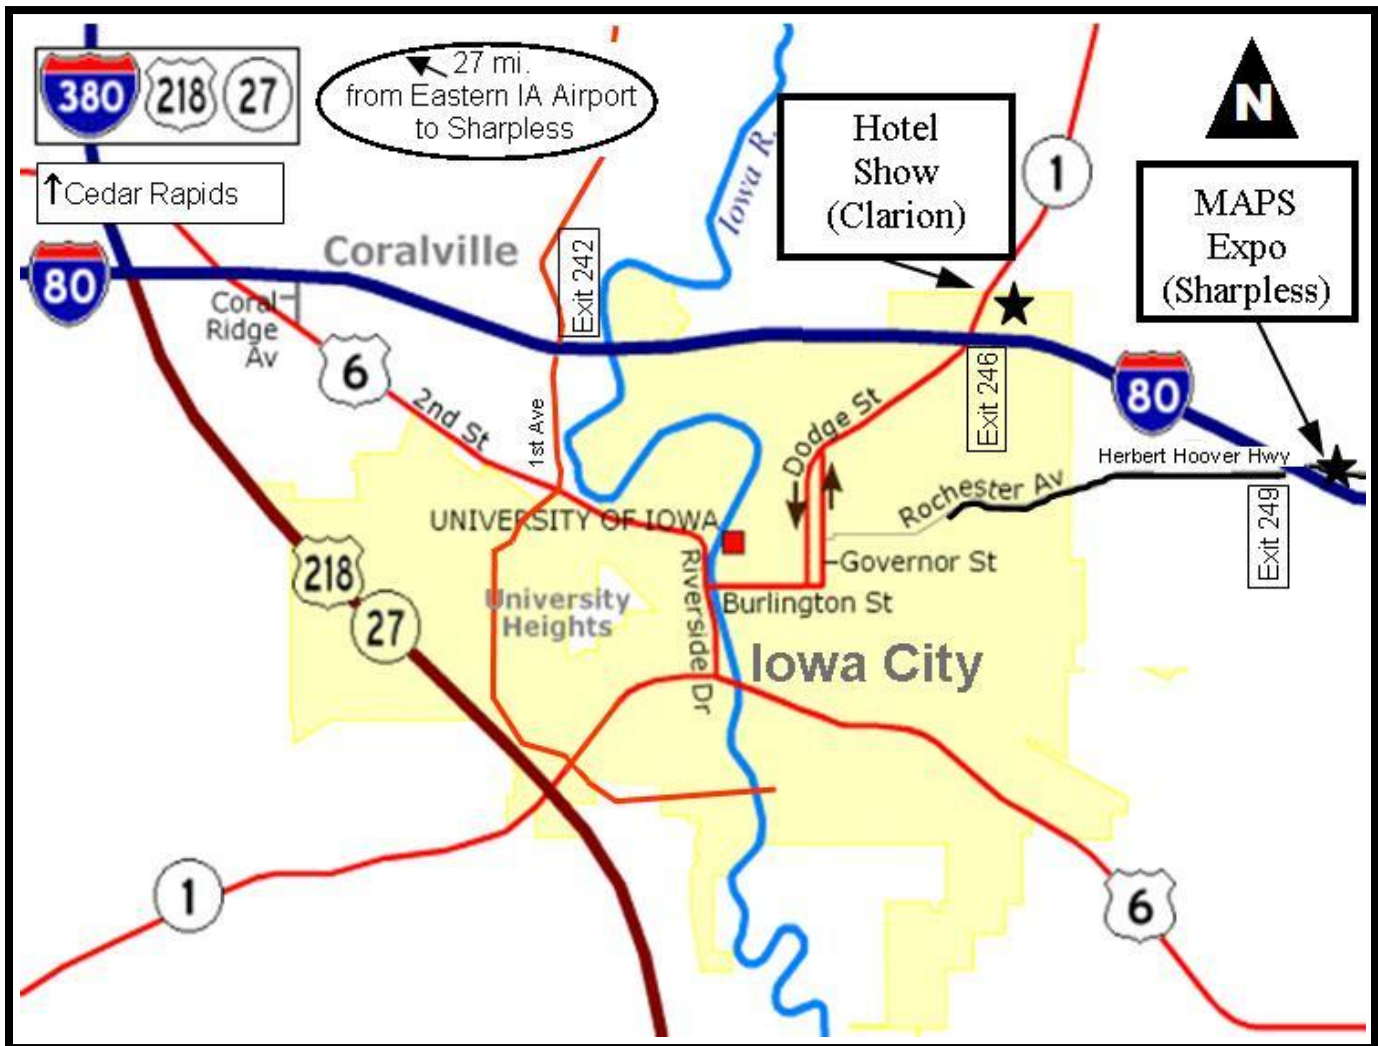 380
218
27
27 mi.
from Eastern IA Airport
to Sharpless
↑Cedar Rapids
Hotel
Show
(Clarion)
N
MAPS
Expo
(Sharpless)
1
Iowa R.
Coralville
Exit 242
80
Coral
Ridge
Av
6
2nd St
1st Ave
Dodge St
Exit 246
80
Herbert Hoover Hwy
Rochester Av
Exit 249
UNIVERSITY OF IOWA
Governor St
Burlington St
Riverside Dr
University
Heights
218
27
Iowa City
1
6